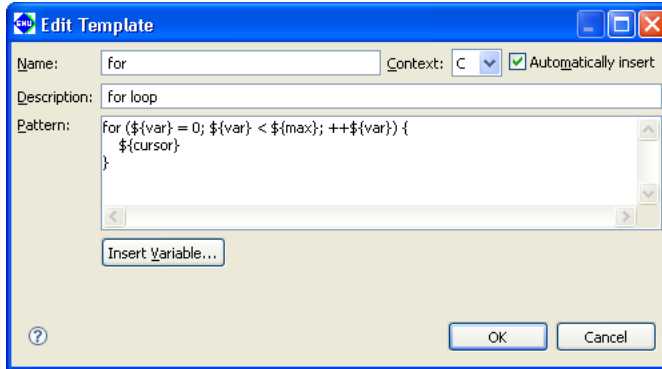 GNU Edit Template
Name: for Context: C Automatically insert
Description: for loop
Pattern: for (${var} = 0; ${var} < ${max}; ++${var}) {
${cursor}
}
Insert Variable...
? OK Cancel